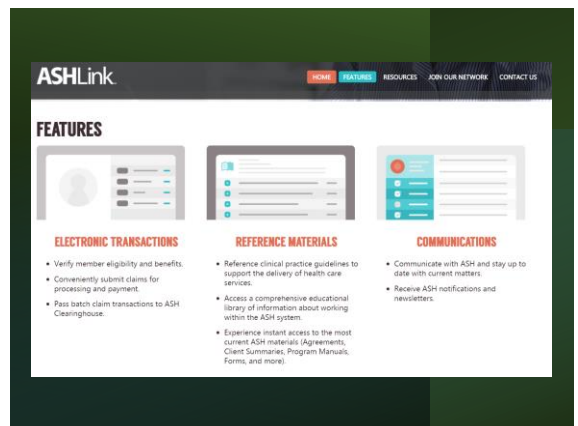 ASHLink.
HOME FEATURES RESOURCES JOIN OUR NETWORK CONTACT US
FEATURES
ELECTRONIC TRANSACTIONS
• Verify member eligibility and benefits.
• Conveniently submit claims for
processing and payment.
• Pass batch claim transactions to ASH
Clearinghouse.
REFERENCE MATERIALS
• Reference clinical practice guidelines to
support the delivery of health care
services.
• Access a comprehensive educational
library of information about working
within the ASH system.
• Experience instant access to the most
current ASH materials (Agreements,
Client Summaries, Program Manuals,
Forms, and more).
COMMUNICATIONS
• Communicate with ASH and stay up to
date with current matters.
• Receive ASH notifications and
newsletters.